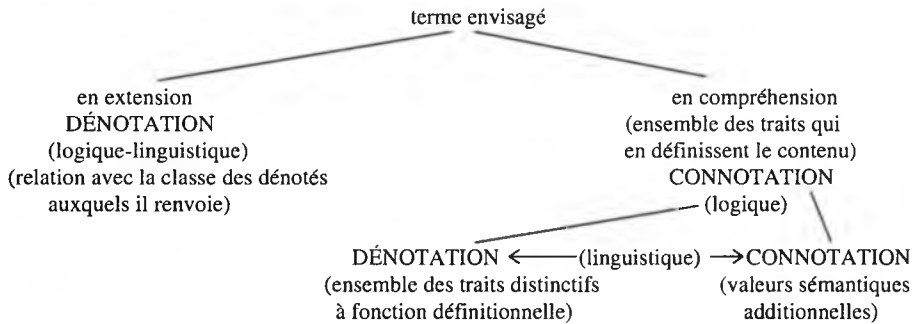 terme envisagé
en extension
DÉNOTATION
(logique-linguistique)
(relation avec la classe des dénotés
auxquels il renvoie)
en compréhension
(ensemble des traits qui
en définissent le contenu)
CONNOTATION
(logique)
DÉNOTATION ← (linguistique) → CONNOTATION
(ensemble des traits distinctifs
à fonction définitionnelle)
(valeurs sémantiques
additionnelles)